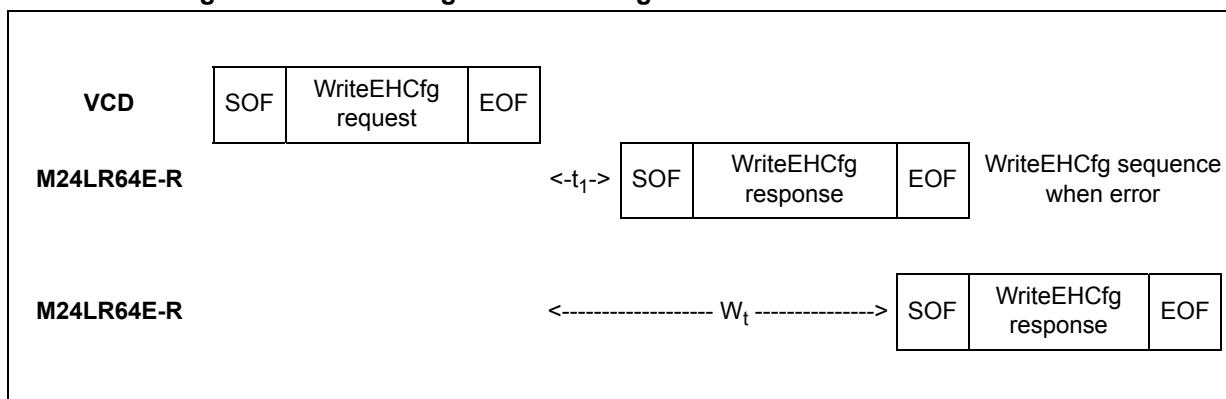 VCD SOF WriteEHCfg request EOF
M24LR64E-R <-t1-> SOF WriteEHCfg response EOF WriteEHCfg sequence when error
M24LR64E-R <------------------- Wt ---------------> SOF WriteEHCfg response EOF